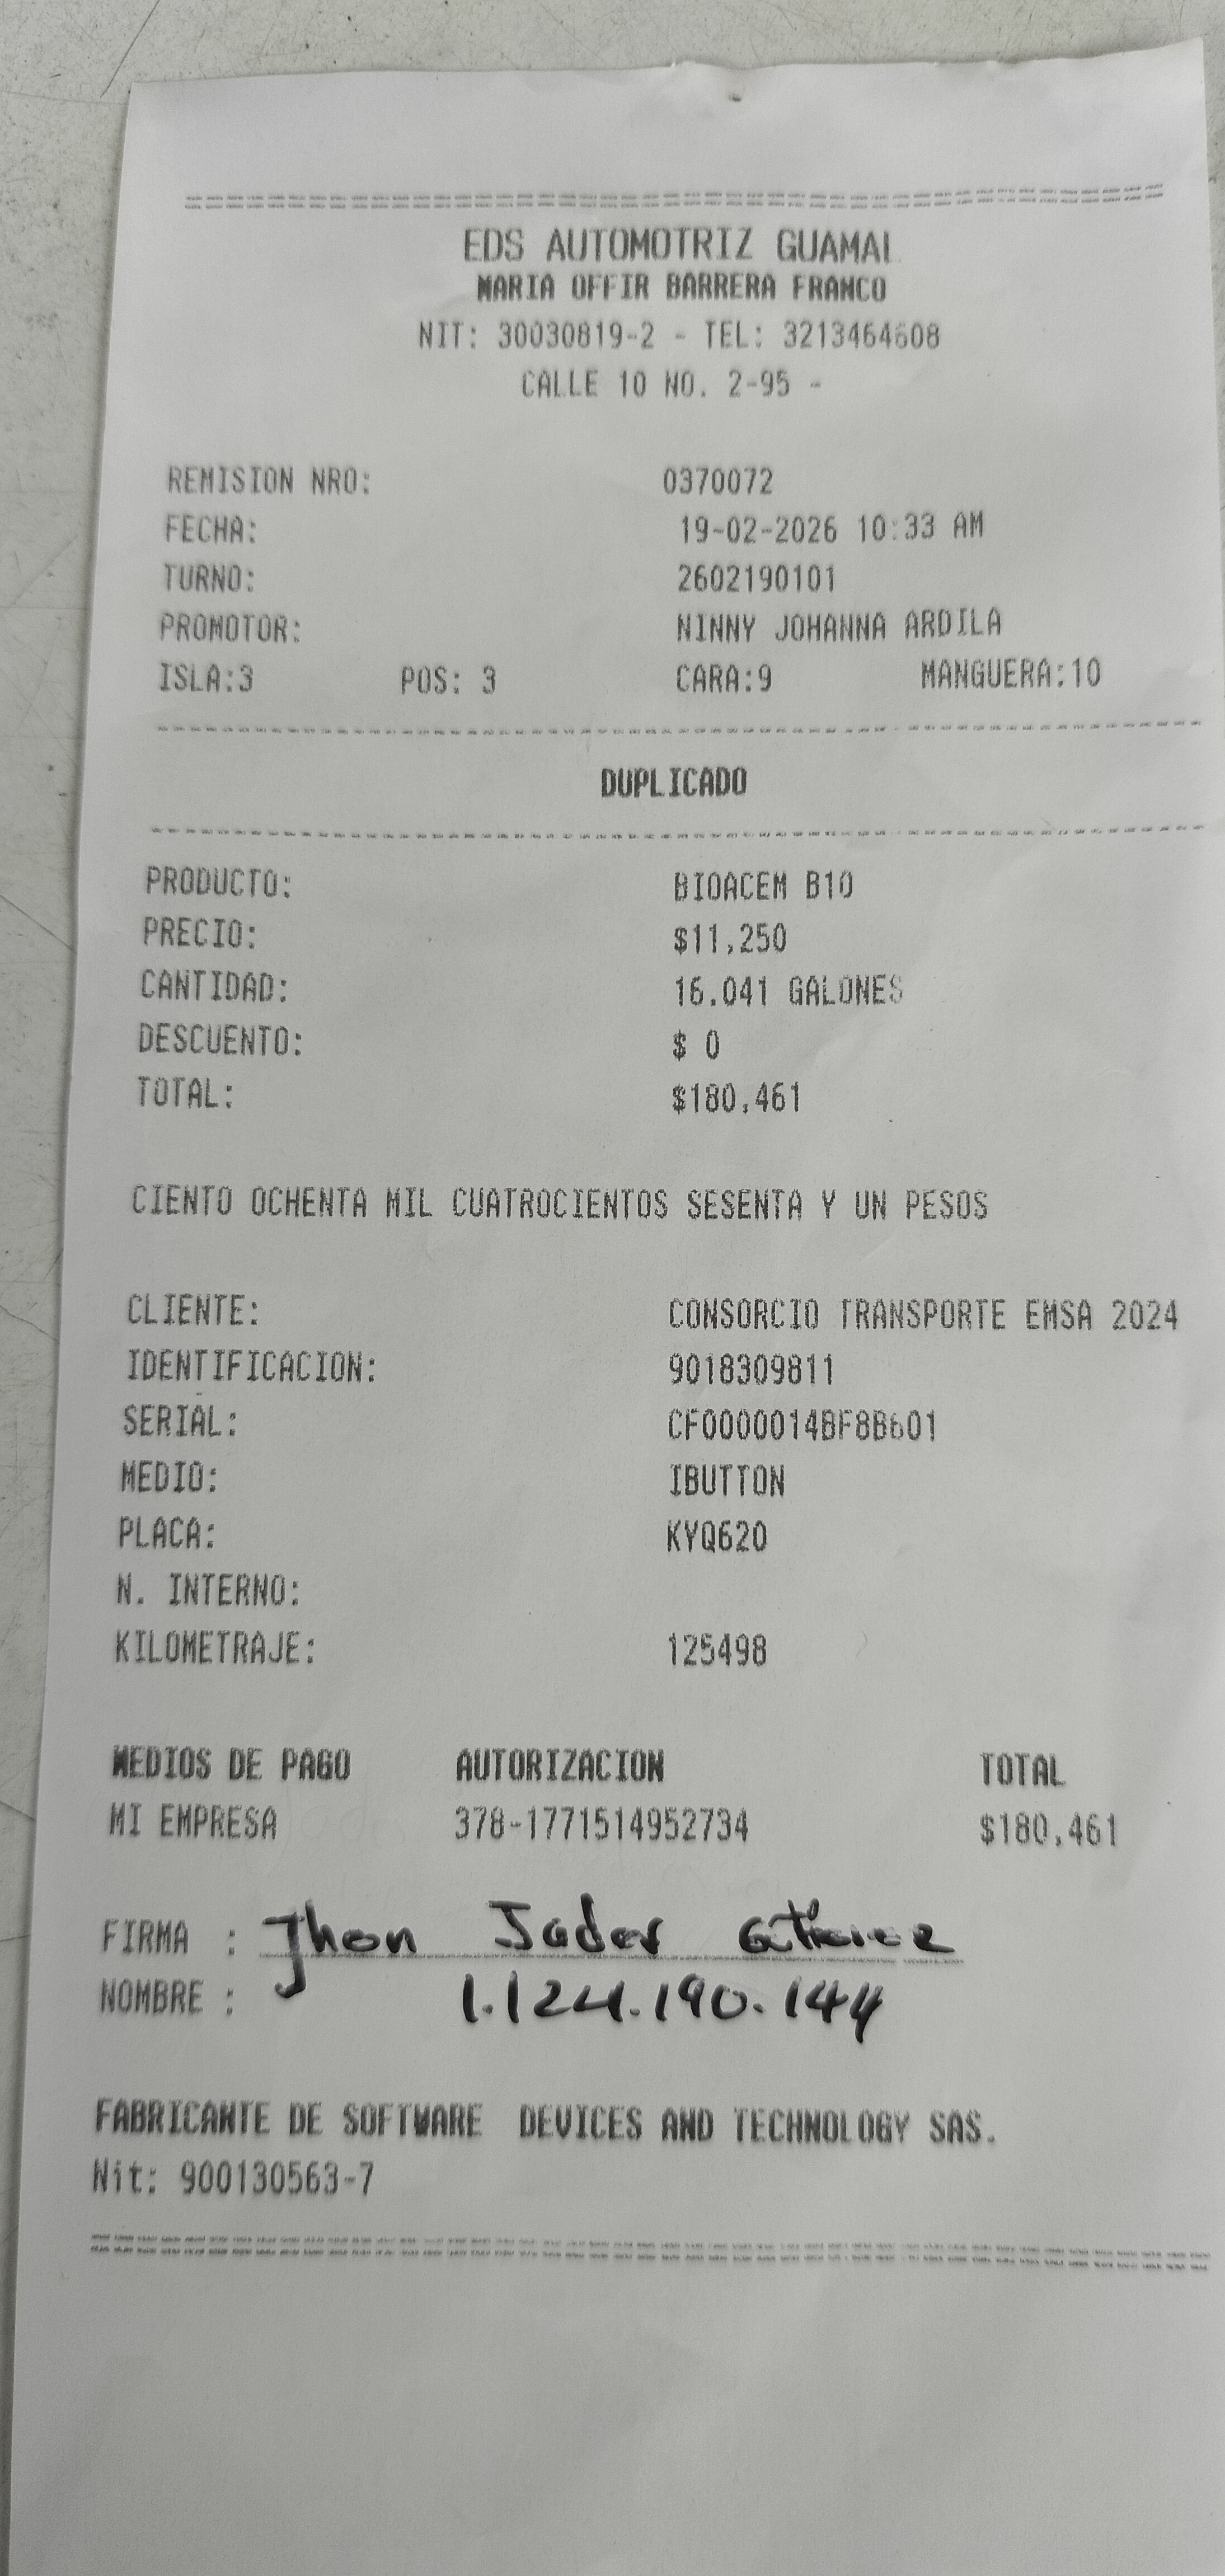 EDS AUTOMOTRIZ GUAMAL
MARIA OFFIR BARRERA FRANCO
NIT: 30030819-2 - TEL: 3213464608
CALLE 10 NO. 2-95 -
REMISION NRO: 0370072
FECHA: 19-02-2026 10:33 AM
TURNO: 2602190101
PROMOTOR: NINNY JOHANNA ARDILA
ISLA:3 POS: 3 CARA:9 MANGUERA:10
DUPLICADO
PRODUCTO: BIOACEM B10
PRECIO: $11,250
CANTIDAD: 16.041 GALONES
DESCUENTO: $ 0
TOTAL: $180,461
CIENTO OCHENTA MIL CUATROCIENTOS SESENTA Y UN PESOS
CLIENTE: CONSORCIO TRANSPORTE EMSA 2024
IDENTIFICACION: 9018309811
SERIAL: CF0000014BF8B601
MEDIO: IBUTTON
PLACA: KYQ620
N. INTERNO:
KILOMETRAJE: 125498
MEDIOS DE PAGO AUTORIZACION TOTAL
MI EMPRESA 378-1771514952734 $180,461
FIRMA : Jhon Jader
NOMBRE : 1.124.190.144
FABRICANTE DE SOFTWARE DEVICES AND TECHNOLOGY SAS.
Nit: 900130563-7